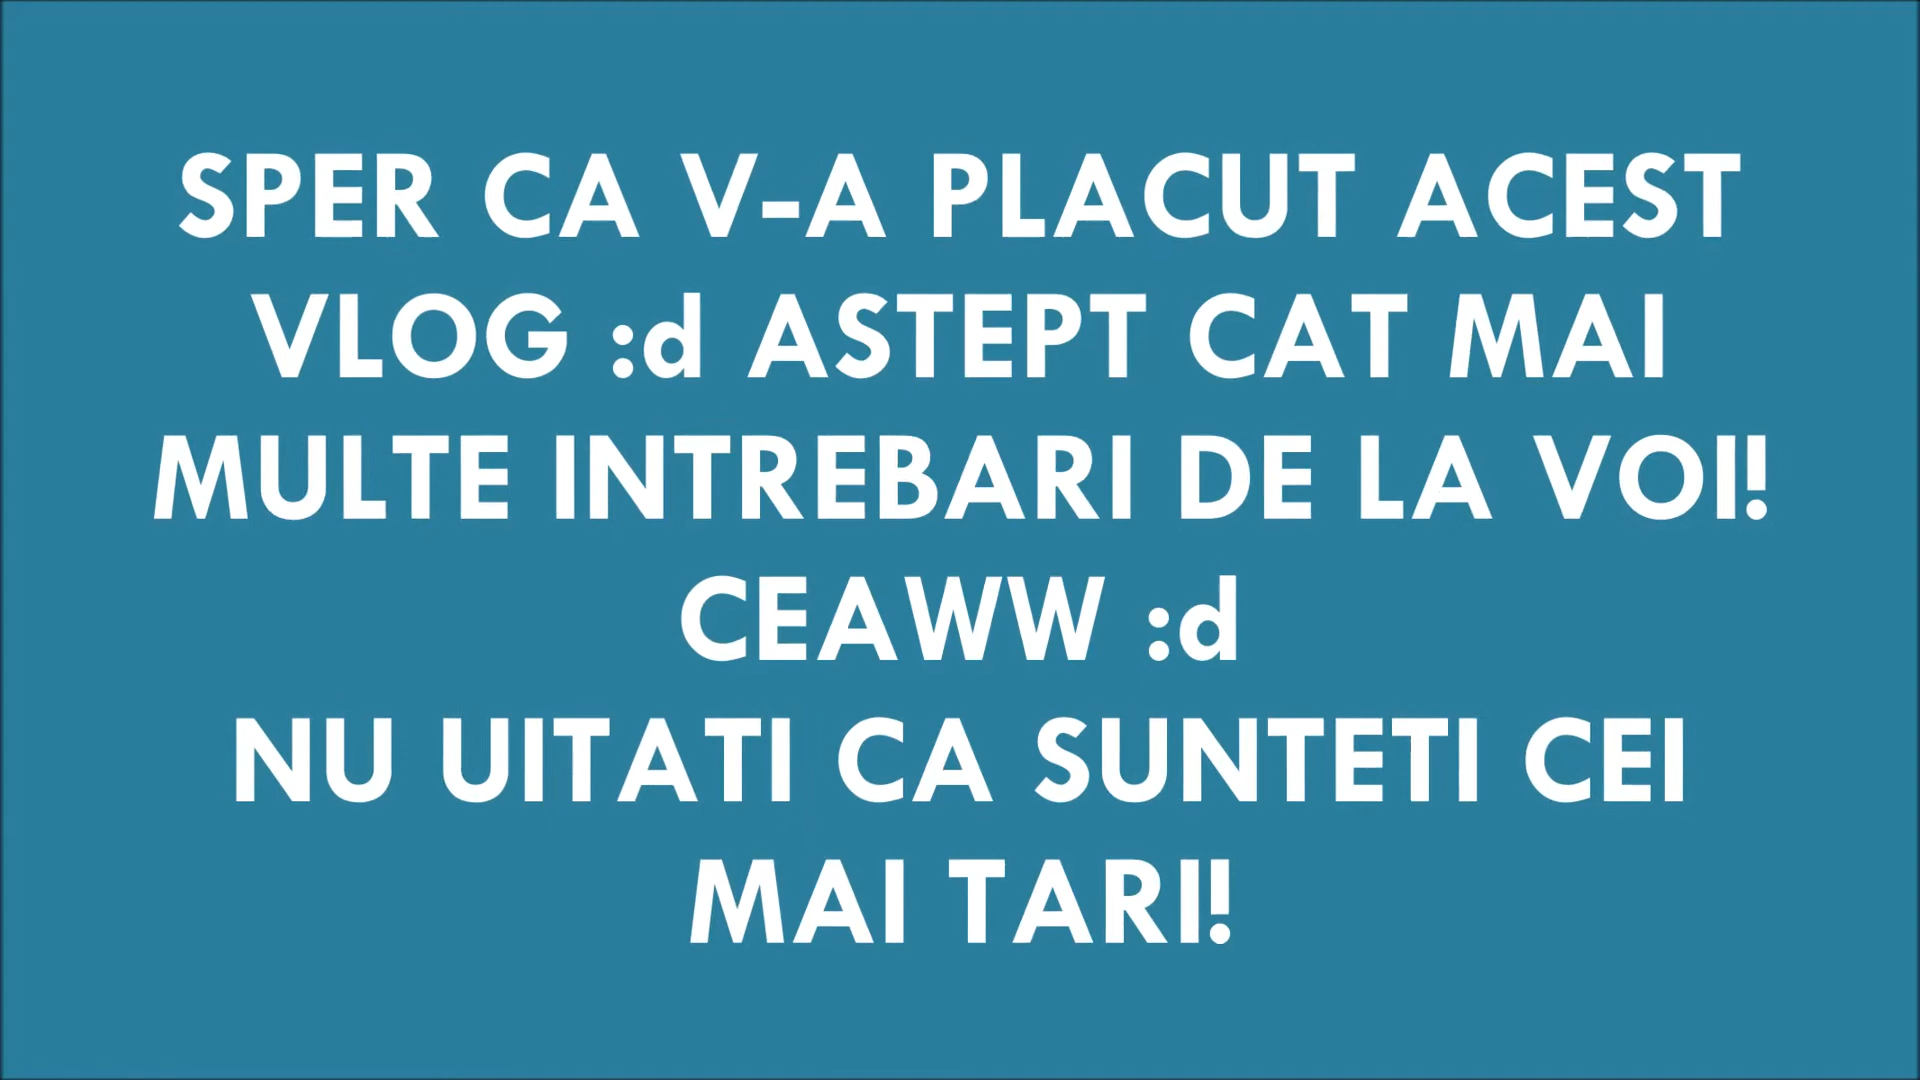 SPER CA V-A PLACUT ACEST
VLOG :d ASTEPT CAT MAI
MULTE INTREBARI DE LA VOI!
CEAWW :d
NU UITATI CA SUNTETI CEI
MAI TARI!